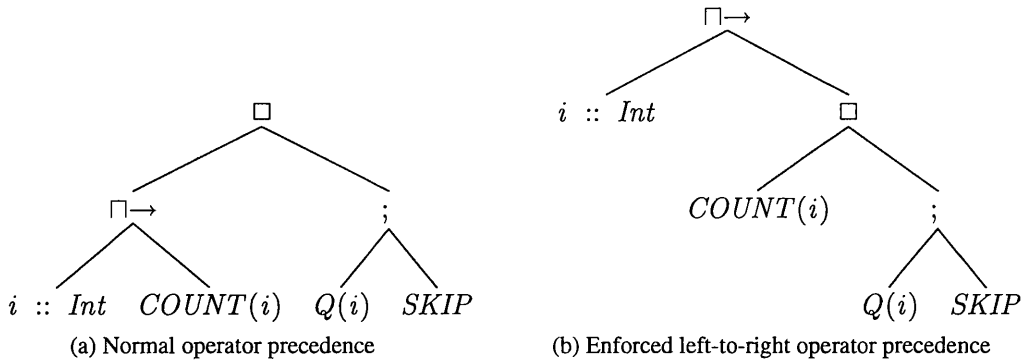 ⊓→
i :: Int
□
□
⊓→
;
COUNT(i)
;
i :: Int COUNT(i) Q(i) SKIP
Q(i) SKIP
(a) Normal operator precedence
(b) Enforced left-to-right operator precedence